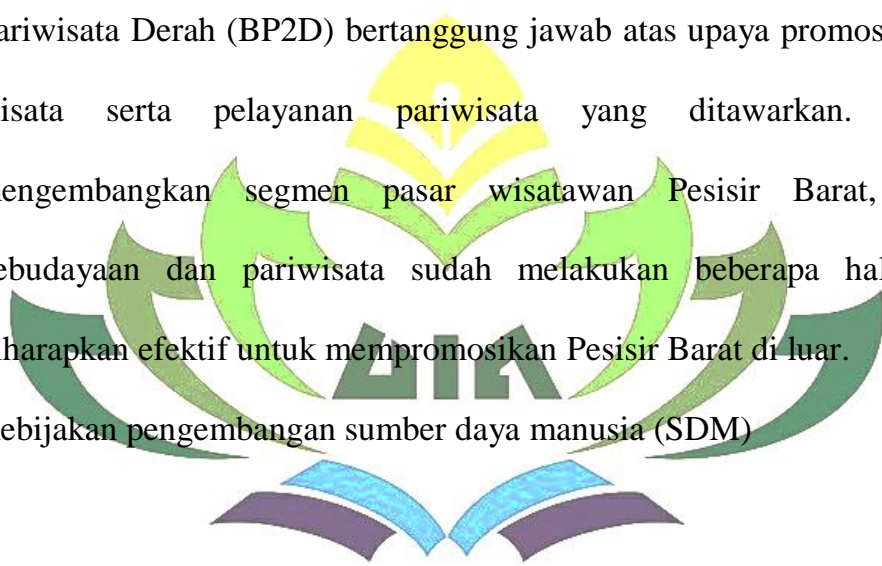 ariwisata Derah (BP2D) bertanggung jawab atas upaya promos
isata serta pelayanan pariwisata yang ditawarkan.
engembangkan segmen pasar wisatawan Pesisir Barat,
ebudayaan dan pariwisata sudah melakukan beberapa hal
harapkan efektif untuk mempromosikan Pesisir Barat di luar.
ebijakan pengembangan sumber daya manusia (SDM)